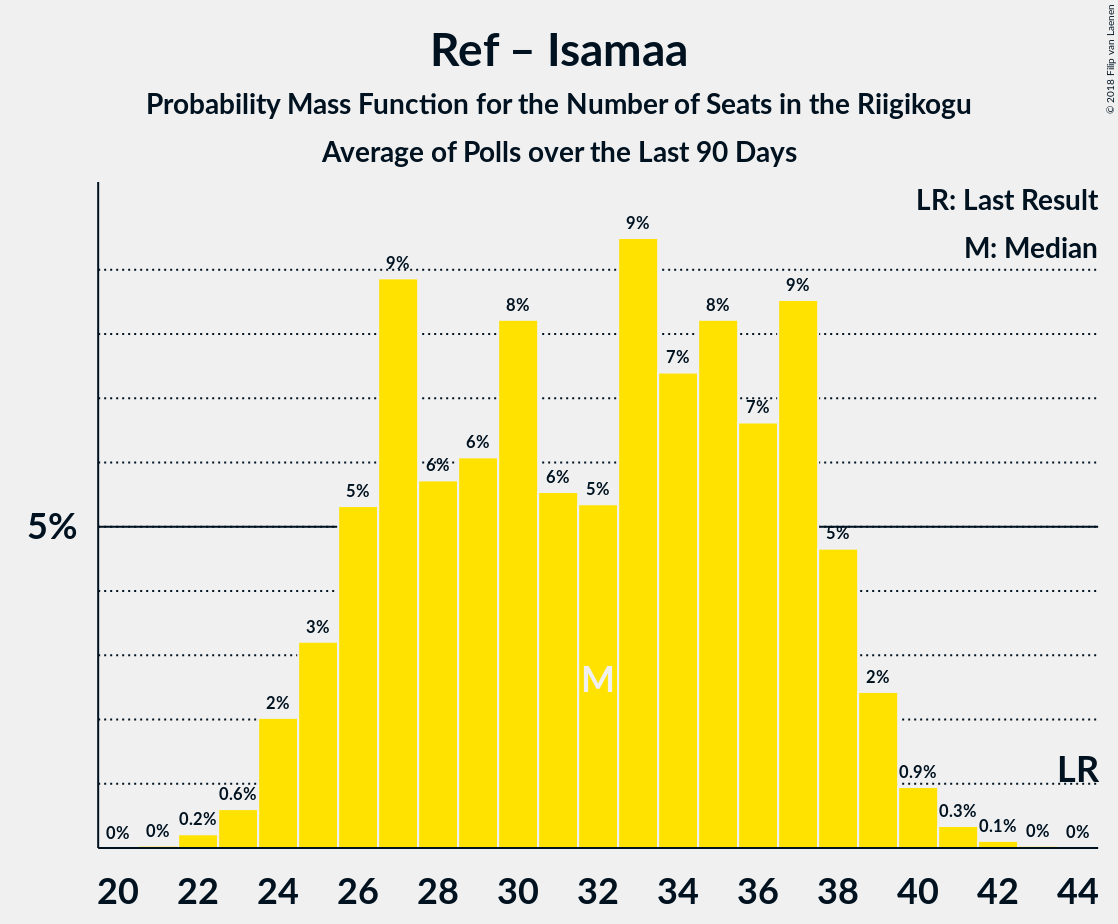 Ref – Isamaa
Probability Mass Function for the Number of Seats in the Riigikogu
Average of Polls over the Last 90 Days
© 2018 Filip van Laenen
LR: Last Result
M: Median
5%
0% 0% 0.2% 0.6% 2% 3% 5% 9% 6% 6% 8% 6% 5% 9% 7% 8% 7% 9% 5% 2% 0.9% 0.3% 0.1% 0% 0%
M
LR
20 22 24 26 28 30 32 34 36 38 40 42 44